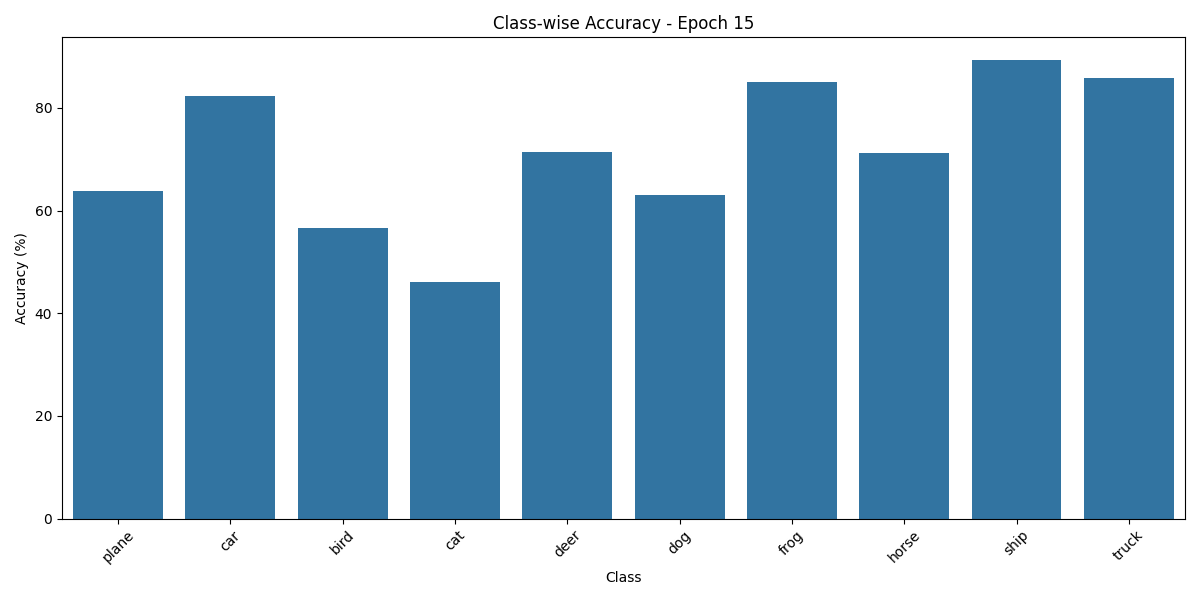 Class-wise Accuracy - Epoch 15
Accuracy (%)
80
60
40
20
0
plane
car
bird
cat
deer
dog
frog
horse
ship
truck
Class